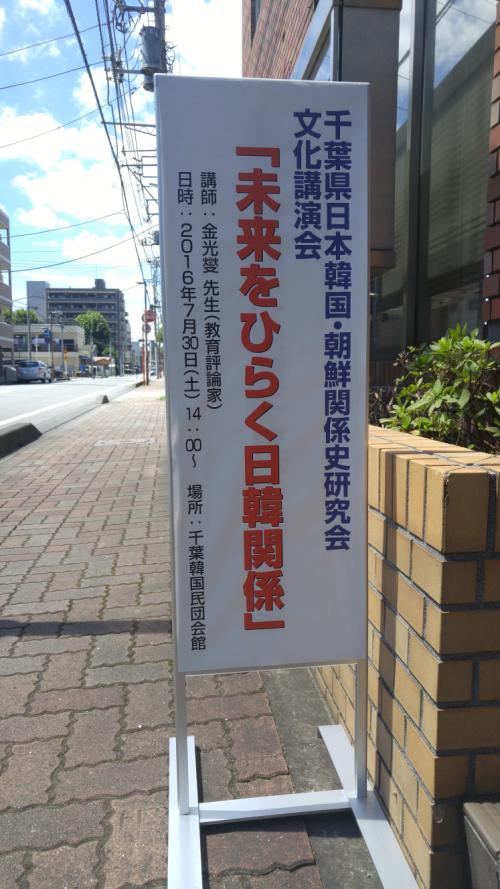 千葉県日本韓国・朝鮮関係史研究会
文化講演会
「未来をひらく日韓関係」
講師：金光燮 先生(教育評論家)
日時：2016年7月30日(土) 14：00～ 場所：千葉韓国民団会館